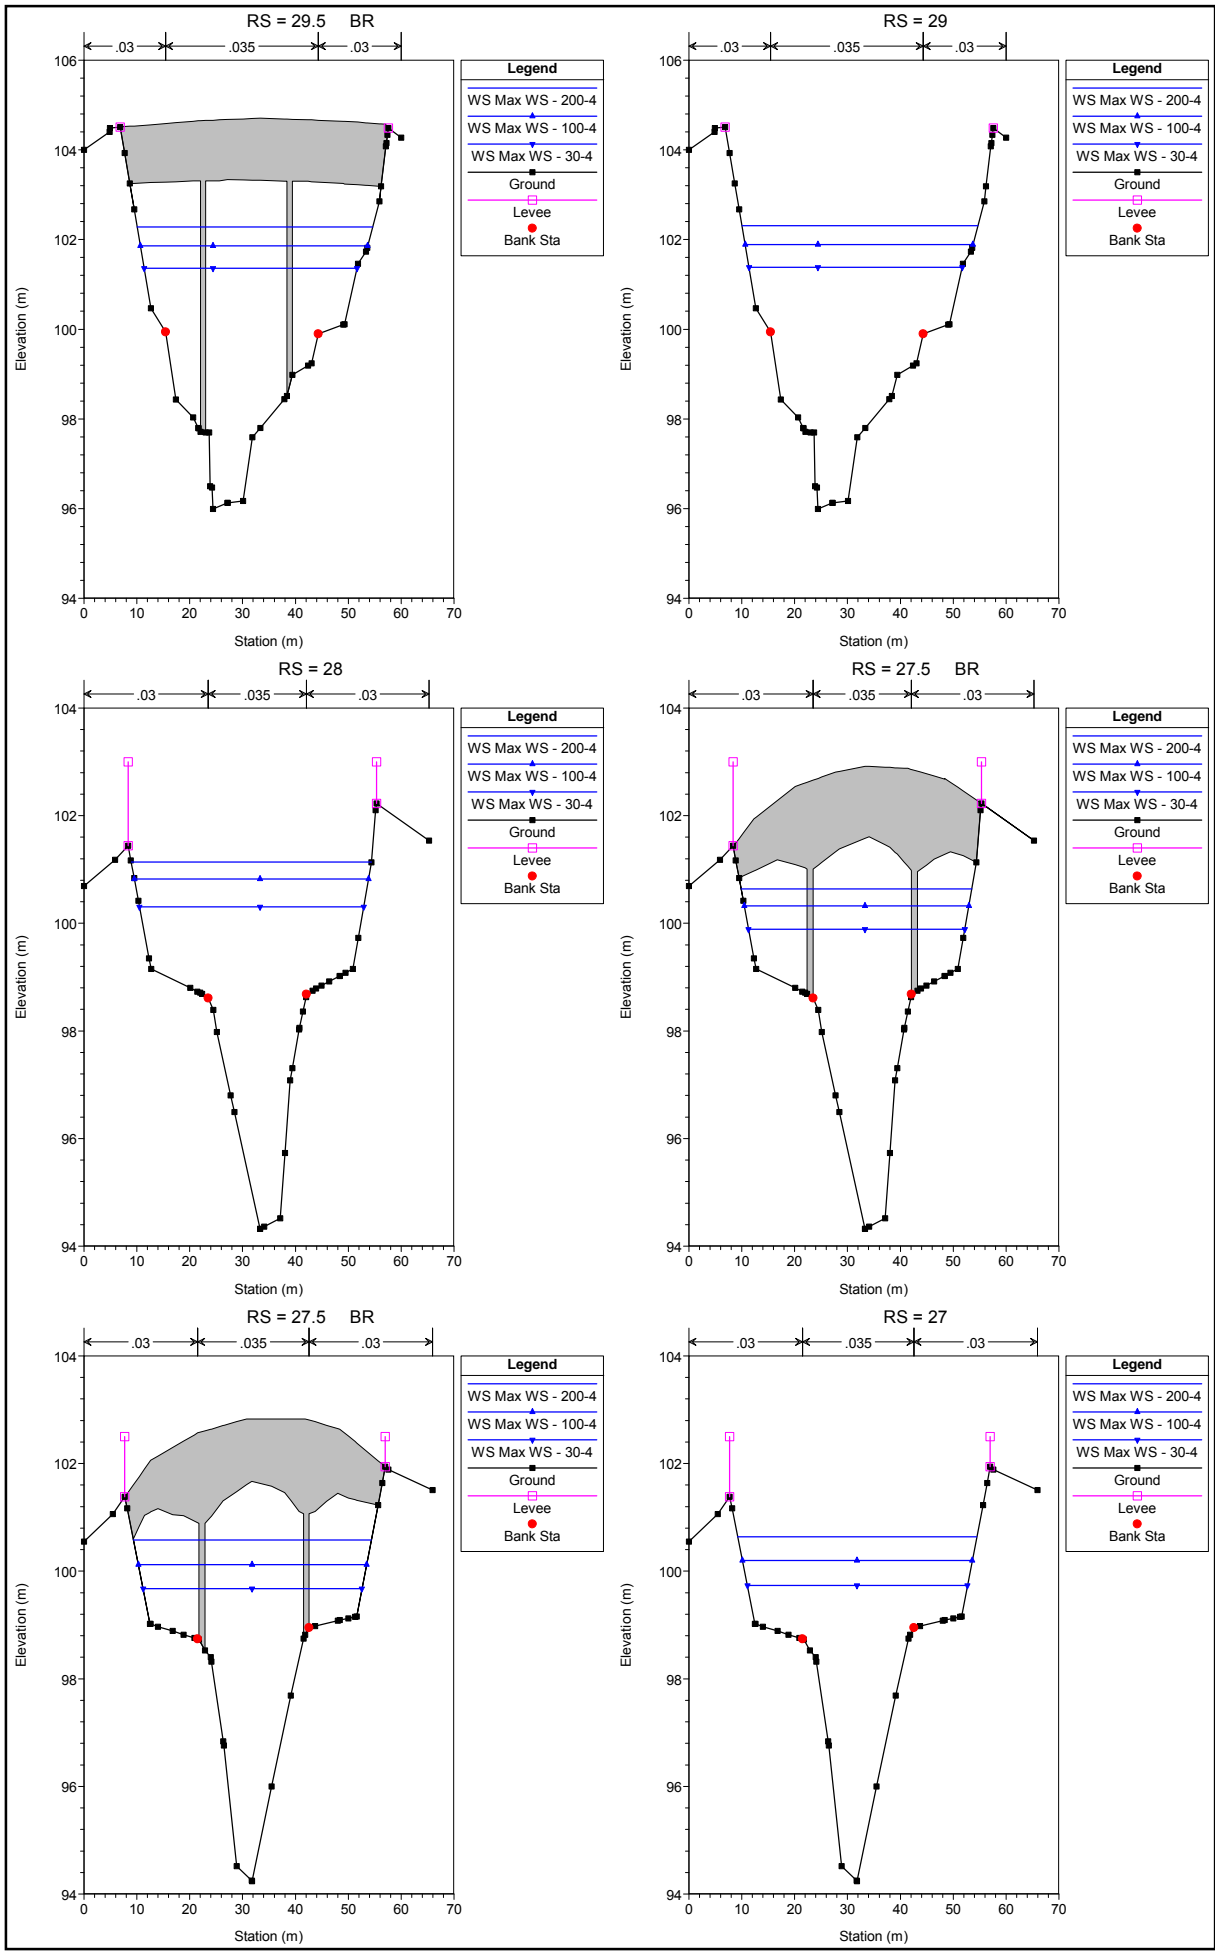 RS = 29.5 BR
.03 .035 .03
106
104
102
100
98
96
94
0 10 20 30 40 50 60 70
Station (m)
Elevation (m)
Legend
WS Max WS - 200-4
WS Max WS - 100-4
WS Max WS - 30-4
Ground
Levee
Bank Sta
RS = 29
.03 .035 .03
106
104
102
100
98
96
94
0 10 20 30 40 50 60 70
Station (m)
Elevation (m)
Legend
WS Max WS - 200-4
WS Max WS - 100-4
WS Max WS - 30-4
Ground
Levee
Bank Sta
RS = 28
.03 .035 .03
104
102
100
98
96
94
0 10 20 30 40 50 60 70
Station (m)
Elevation (m)
Legend
WS Max WS - 200-4
WS Max WS - 100-4
WS Max WS - 30-4
Ground
Levee
Bank Sta
RS = 27.5 BR
.03 .035 .03
104
102
100
98
96
94
0 10 20 30 40 50 60 70
Station (m)
Elevation (m)
Legend
WS Max WS - 200-4
WS Max WS - 100-4
WS Max WS - 30-4
Ground
Levee
Bank Sta
RS = 27.5 BR
.03 .035 .03
104
102
100
98
96
94
0 10 20 30 40 50 60 70
Station (m)
Elevation (m)
Legend
WS Max WS - 200-4
WS Max WS - 100-4
WS Max WS - 30-4
Ground
Levee
Bank Sta
RS = 27
.03 .035 .03
104
102
100
98
96
94
0 10 20 30 40 50 60 70
Station (m)
Elevation (m)
Legend
WS Max WS - 200-4
WS Max WS - 100-4
WS Max WS - 30-4
Ground
Levee
Bank Sta